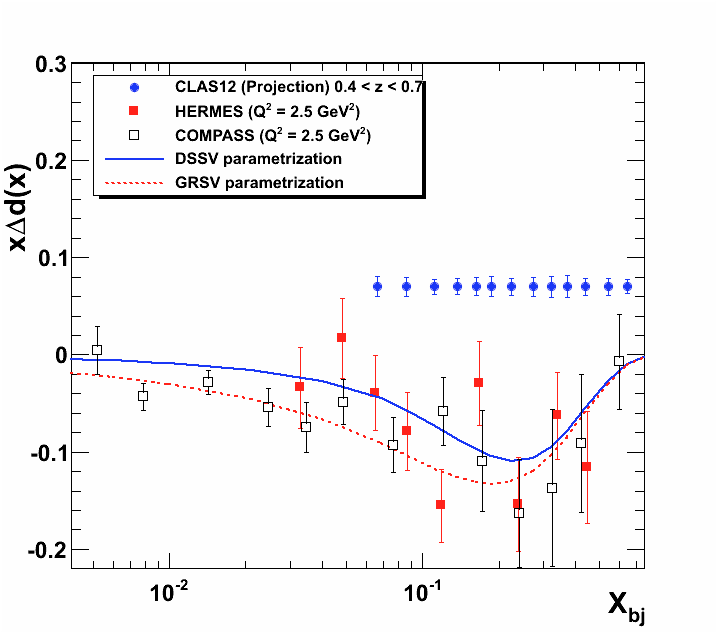 0.3
CLAS12 (Projection) 0.4 < z < 0.7
HERMES (Q² = 2.5 GeV²)
COMPASS (Q² = 2.5 GeV²)
DSSV parametrization
GRSV parametrization
0.2
x∆d(x)
0.1
0
-0.1
-0.2
10⁻² 10⁻¹
X_bj